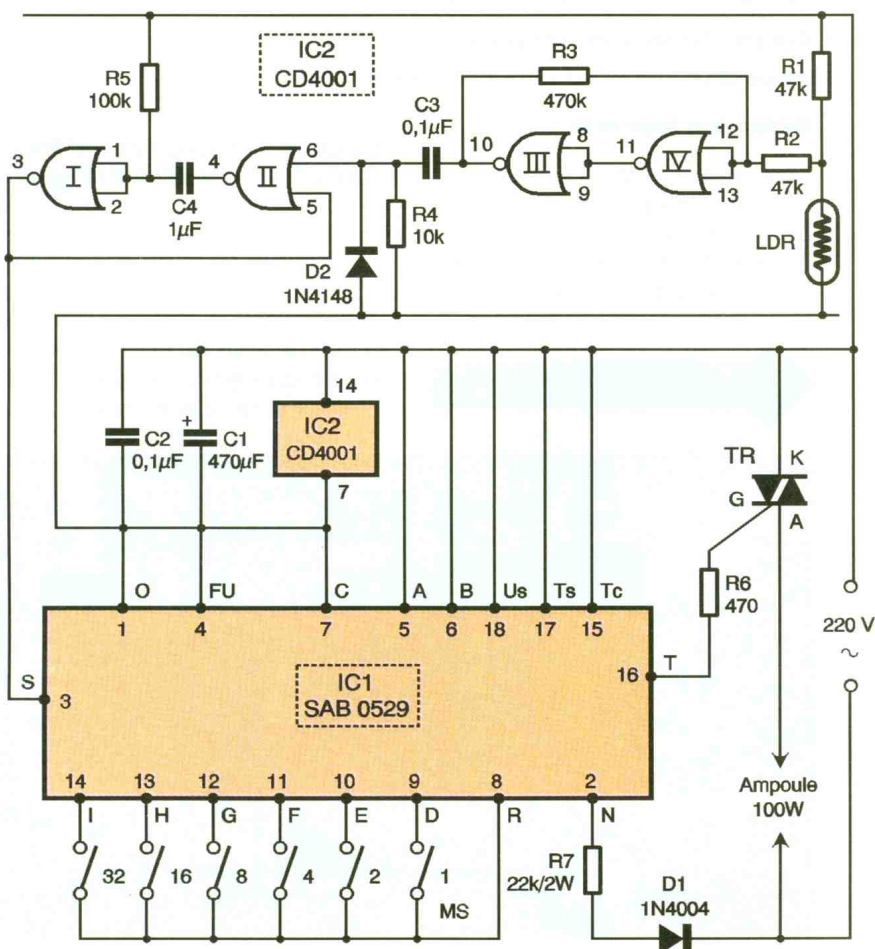 IC2
CD4001
R5
100k
R3
470k
R1
47k
C3
0,1µF
R2
47k
LDR
3
I
1
2
C4
1µF
4
II
6
5
10
III
8
9
11
IV
12
13
R4
10k
D2
1N4148
C2
0,1µF
+
C1
470µF
14
IC2
CD4001
7
TR
K
G
A
R6
470
220 V
~
O
FU
C
A
B
Us
Ts
Tc
1
4
7
5
6
18
17
15
S
3
IC1
SAB 0529
16
T
14
13
12
11
10
9
8
2
I
H
G
F
E
D
R
N
32
16
8
4
2
1
MS
R7
22k/2W
D1
1N4004
Ampoule
100W